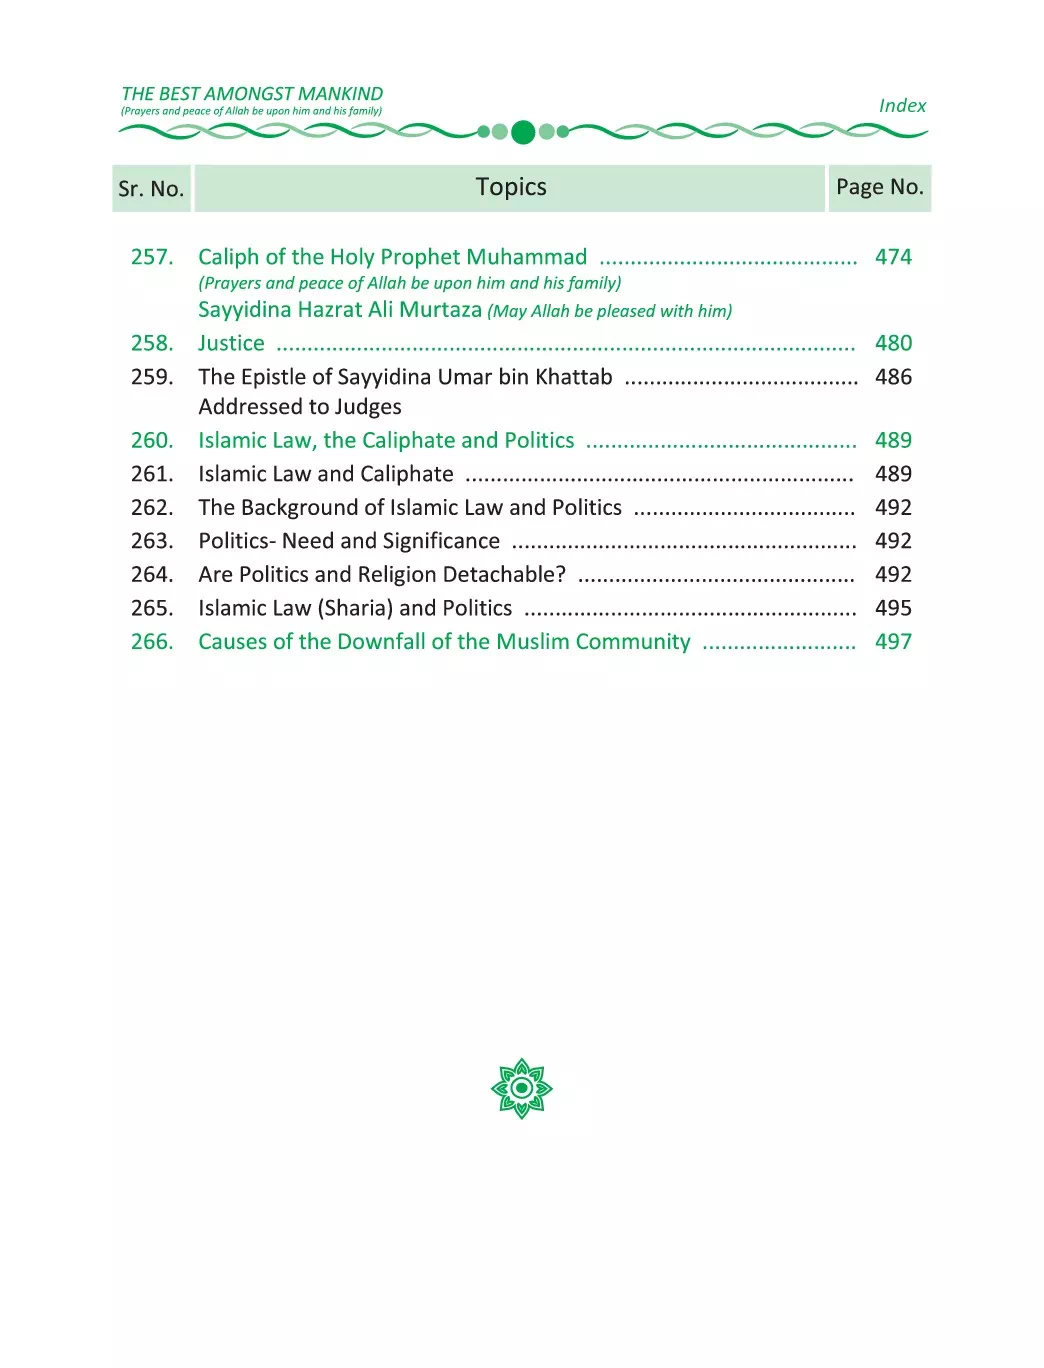 THE BEST AMONGST MANKIND
(Prayers and peace of Allah be upon him and his family)
Index
Sr. No. Topics Page No.
257. Caliph of the Holy Prophet Muhammad .......................................... 474
(Prayers and peace of Allah be upon him and his family)
Sayyidina Hazrat Ali Murtaza (May Allah be pleased with him)
258. Justice .............................................................................................. 480
259. The Epistle of Sayyidina Umar bin Khattab ...................................... 486
Addressed to Judges
260. Islamic Law, the Caliphate and Politics ............................................ 489
261. Islamic Law and Caliphate ............................................................... 489
262. The Background of Islamic Law and Politics .................................... 492
263. Politics- Need and Significance ........................................................ 492
264. Are Politics and Religion Detachable? ............................................. 492
265. Islamic Law (Sharia) and Politics ...................................................... 495
266. Causes of the Downfall of the Muslim Community ......................... 497